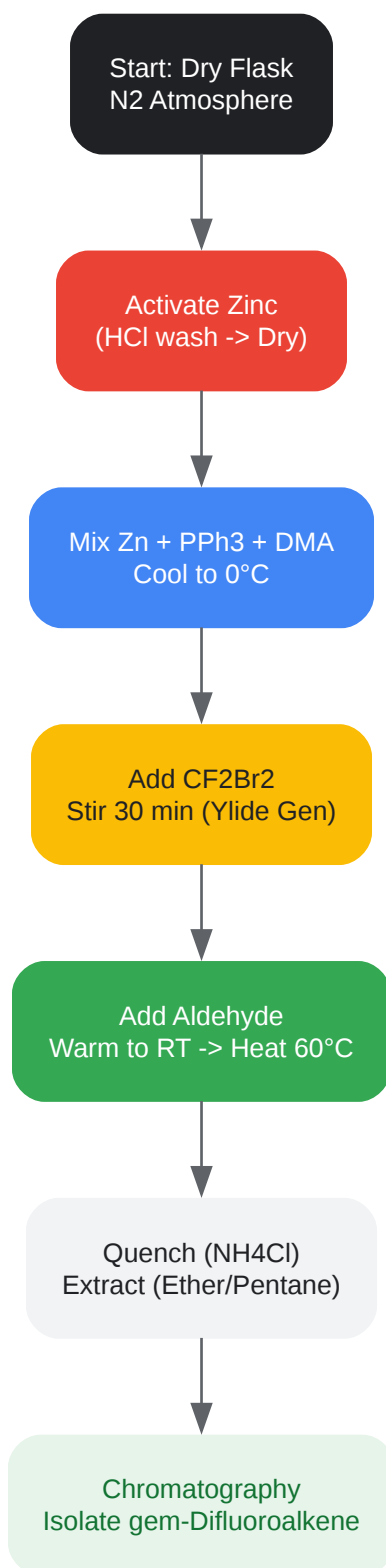 Start: Dry Flask
N2 Atmosphere
Activate Zinc
(HCl wash -> Dry)
Mix Zn + PPh3 + DMA
Cool to 0°C
Add CF2Br2
Stir 30 min (Ylide Gen)
Add Aldehyde
Warm to RT -> Heat 60°C
Quench (NH4Cl)
Extract (Ether/Pentane)
Chromatography
Isolate gem-Difluoroalkene